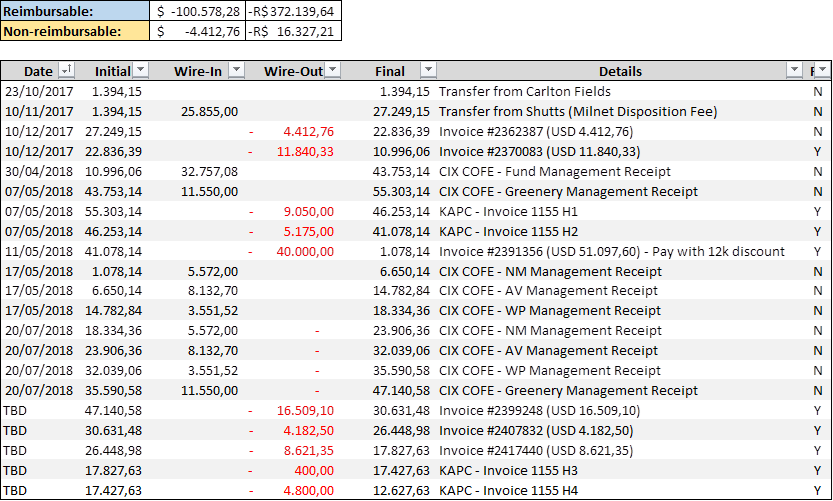 Reimbursable: $ -100.578,28 -R$ 372.139,64
Non-reimbursable: $ -4.412,76 -R$ 16.327,21
Date Initial Wire-In Wire-Out Final Details
23/10/2017 1.394,15 1.394,15 Transfer from Carlton Fields N
10/11/2017 1.394,15 25.855,00 27.249,15 Transfer from Shutts (Milnet Disposition Fee) N
10/12/2017 27.249,15 - 4.412,76 22.836,39 Invoice #2362387 (USD 4.412,76) N
10/12/2017 22.836,39 - 11.840,33 10.996,06 Invoice #2370083 (USD 11.840,33) Y
30/04/2018 10.996,06 32.757,08 43.753,14 CIX COFE - Fund Management Receipt N
07/05/2018 43.753,14 11.550,00 55.303,14 CIX COFE - Greenery Management Receipt N
07/05/2018 55.303,14 - 9.050,00 46.253,14 KAPC - Invoice 1155 H1 Y
07/05/2018 46.253,14 - 5.175,00 41.078,14 KAPC - Invoice 1155 H2 Y
11/05/2018 41.078,14 - 40.000,00 1.078,14 Invoice #2391356 (USD 51.097,60) - Pay with 12k discount Y
17/05/2018 1.078,14 5.572,00 6.650,14 CIX COFE - NM Management Receipt N
17/05/2018 6.650,14 8.132,70 14.782,84 CIX COFE - AV Management Receipt N
17/05/2018 14.782,84 3.551,52 18.334,36 CIX COFE - WP Management Receipt N
20/07/2018 18.334,36 5.572,00 - 23.906,36 CIX COFE - NM Management Receipt N
20/07/2018 23.906,36 8.132,70 - 32.039,06 CIX COFE - AV Management Receipt N
20/07/2018 32.039,06 3.551,52 - 35.590,58 CIX COFE - WP Management Receipt N
20/07/2018 35.590,58 11.550,00 - 47.140,58 CIX COFE - Greenery Management Receipt N
TBD 47.140,58 - 16.509,10 30.631,48 Invoice #2399248 (USD 16.509,10) Y
TBD 30.631,48 - 4.182,50 26.448,98 Invoice #2407832 (USD 4.182,50) Y
TBD 26.448,98 - 8.621,35 17.827,63 Invoice #2417440 (USD 8.621,35) Y
TBD 17.827,63 - 400,00 17.427,63 KAPC - Invoice 1155 H3 Y
TBD 17.427,63 - 4.800,00 12.627,63 KAPC - Invoice 1155 H4 Y